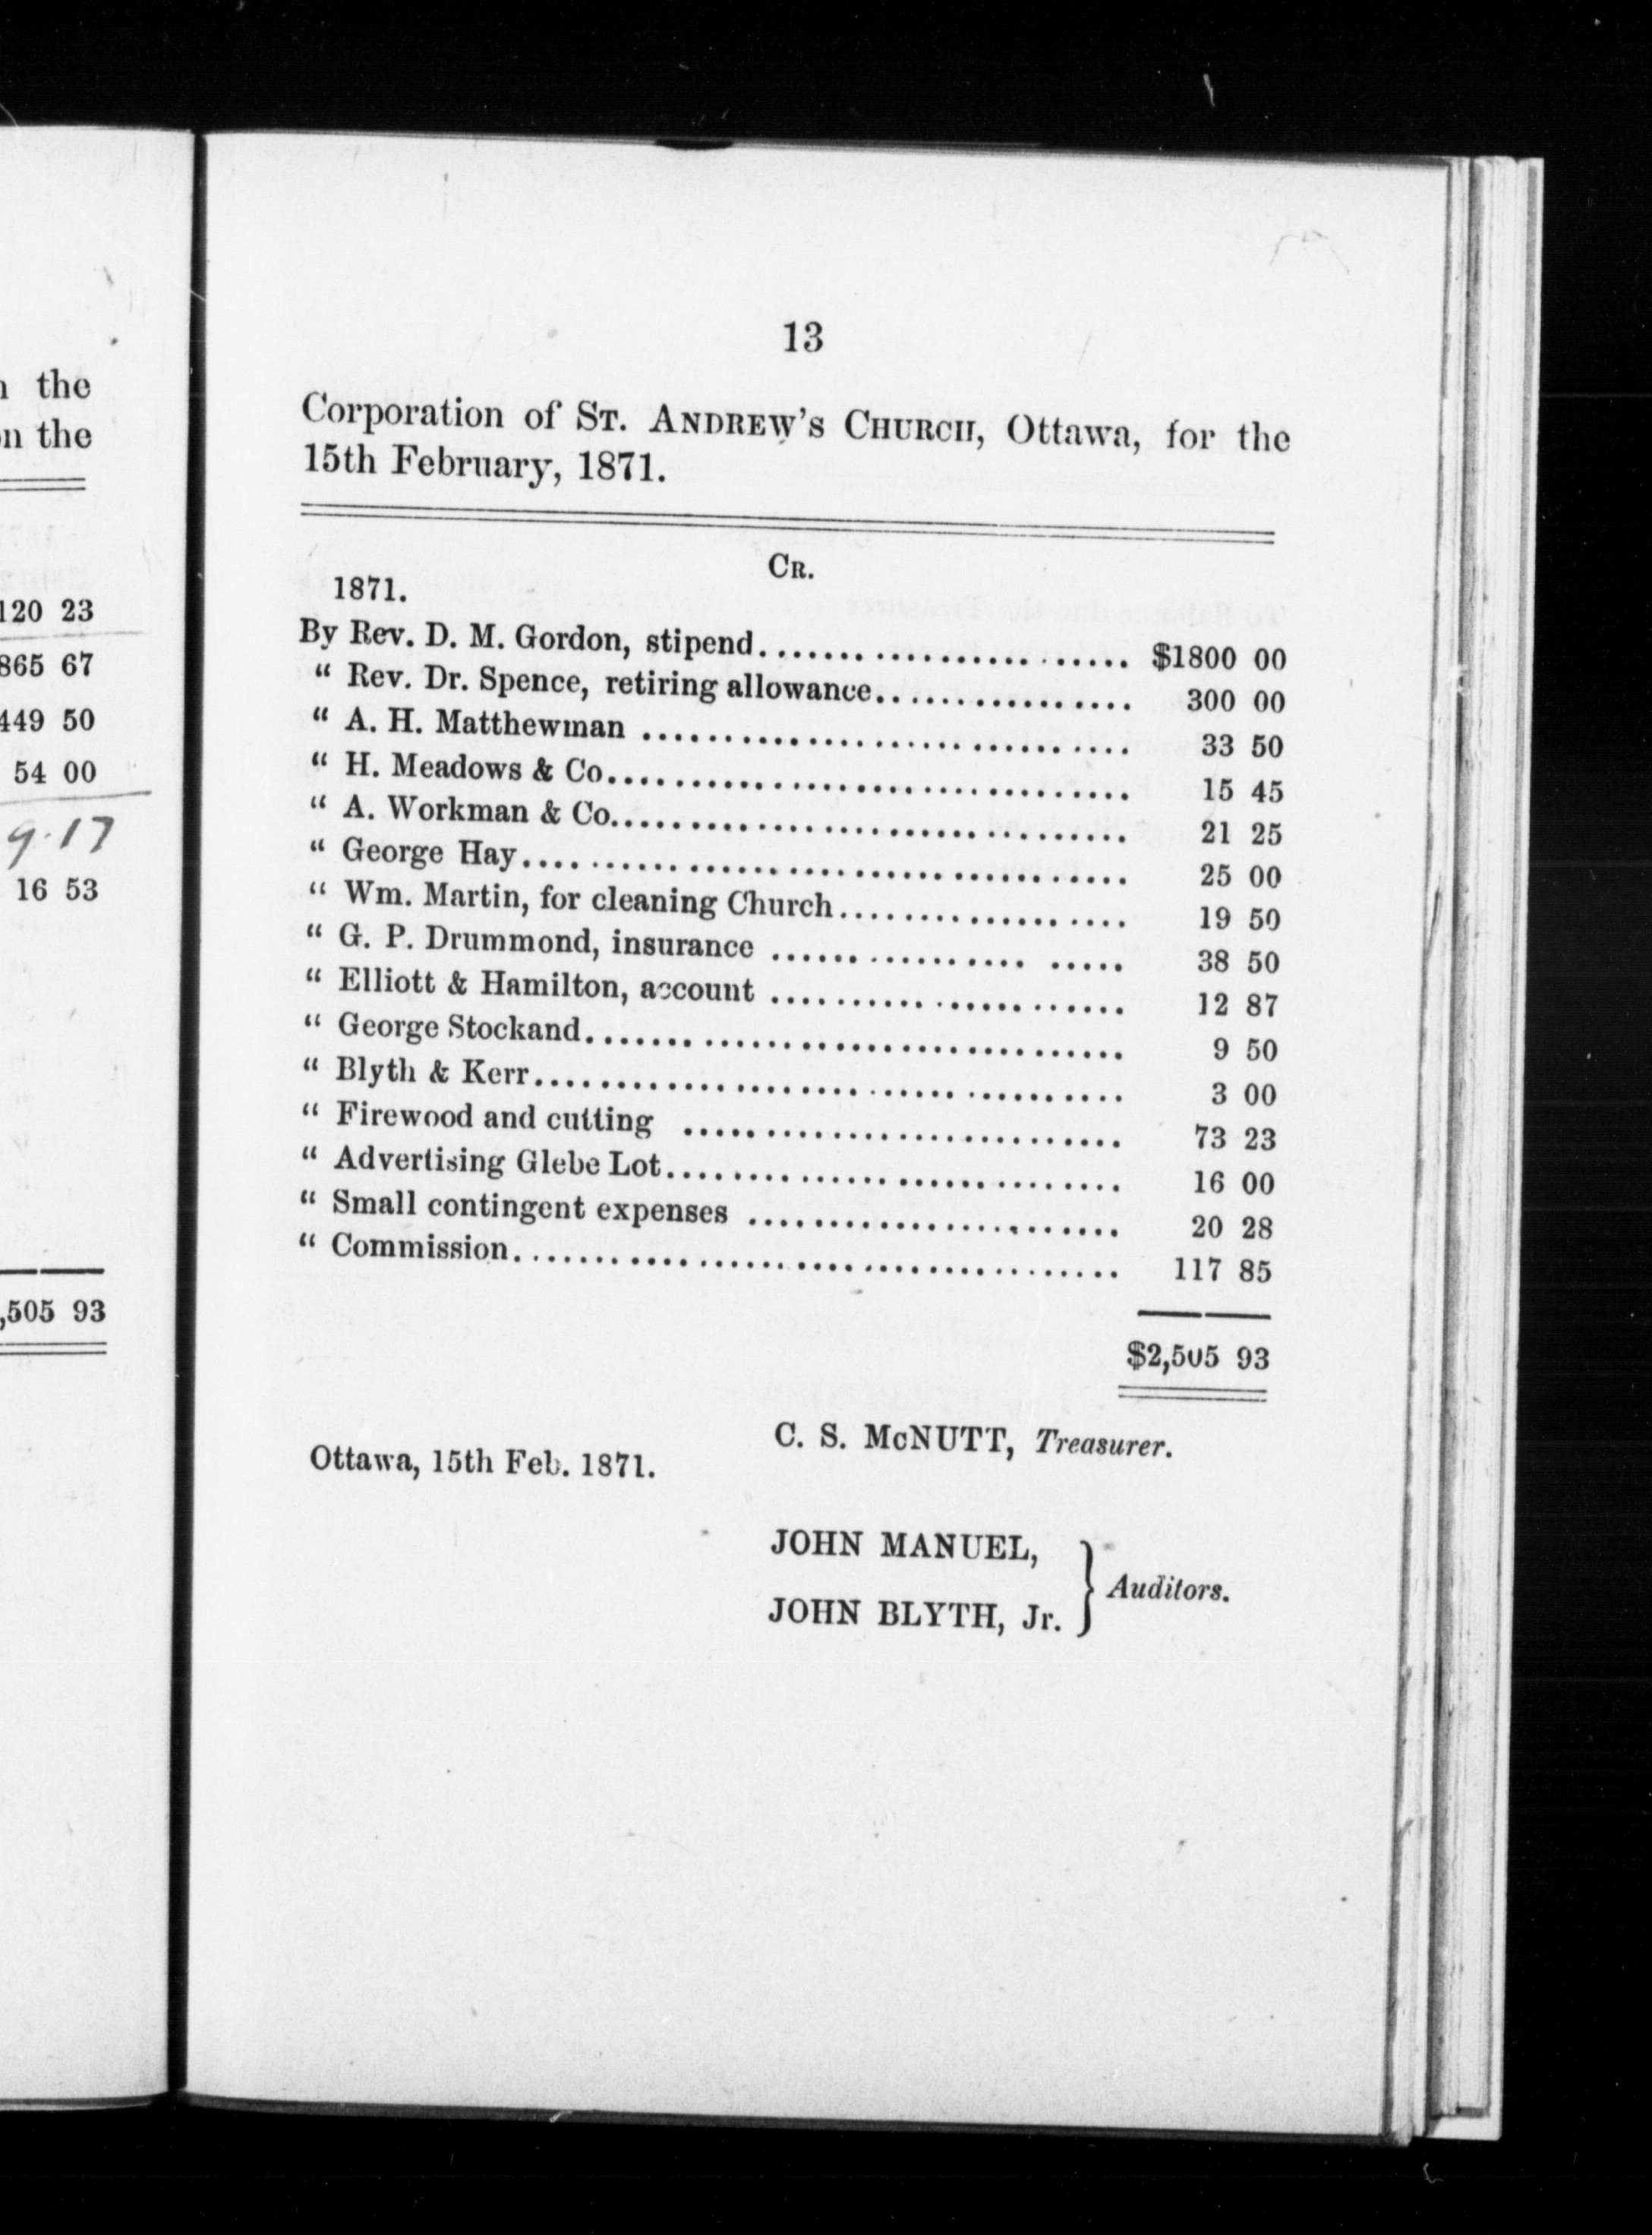 n the
on the
120 23
865 67
449 50
54 00
9.17
16 53
,505 93
13
Corporation of St. Andrew's Church, Ottawa, for the
15th February, 1871.
Cr.
1871.
By Rev. D. M. Gordon, stipend........................ $1800 00
“ Rev. Dr. Spence, retiring allowance................ 300 00
“ A. H. Matthewman .............................. 33 50
“ H. Meadows & Co................................ 15 45
“ A. Workman & Co................................ 21 25
“ George Hay..................................... 25 00
“ Wm. Martin, for cleaning Church.................. 19 50
“ G. P. Drummond, insurance ..................... 38 50
“ Elliott & Hamilton, account ...................... 12 87
“ George Stockand................................. 9 50
“ Blyth & Kerr.................................... 3 00
“ Firewood and cutting ........................... 73 23
“ Advertising Glebe Lot............................ 16 00
“ Small contingent expenses ....................... 20 28
“ Commission..................................... 117 85
$2,505 93
C. S. McNUTT, Treasurer.
Ottawa, 15th Feb. 1871.
JOHN MANUEL,
JOHN BLYTH, Jr. } Auditors.